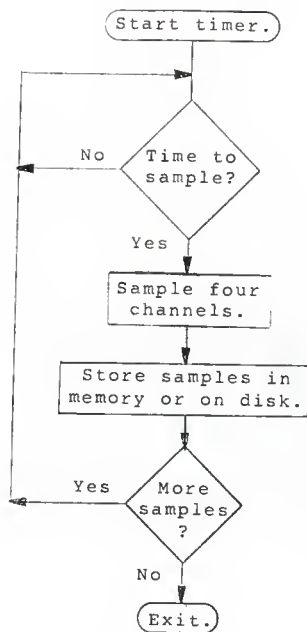 Start timer.
No
Time to
sample?
Yes
Sample four
channels.
Store samples in
memory or on disk.
Yes
More
samples
?
No
Exit.